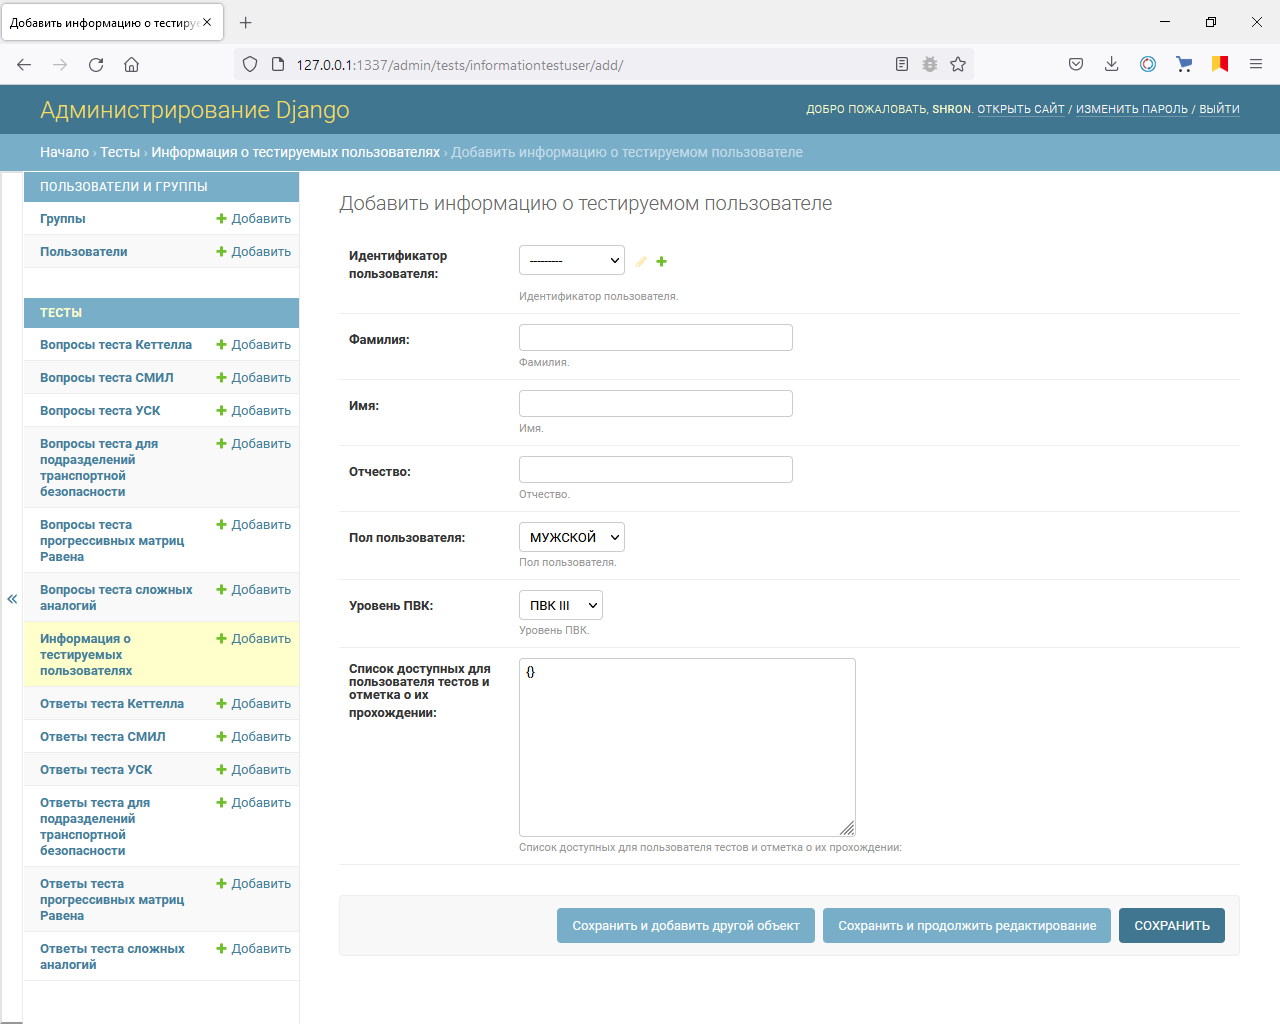 Добавить информацию о тестируе
127.0.0.1:1337/admin/tests/informationtestuser/add/
Администрирование Django
ДОБРО ПОЖАЛОВАТЬ, SHRON. ОТКРЫТЬ САЙТ / ИЗМЕНИТЬ ПАРОЛЬ / ВЫЙТИ
Начало › Тесты › Информация о тестируемых пользователях › Добавить информацию о тестируемом пользователе
ПОЛЬЗОВАТЕЛИ И ГРУППЫ
Группы
Добавить
Пользователи
Добавить
ТЕСТЫ
Вопросы теста Кеттелла
Добавить
Вопросы теста СМИЛ
Добавить
Вопросы теста УСК
Добавить
Вопросы теста для
Добавить
подразделений
транспортной
безопасности
Вопросы теста
Добавить
прогрессивных матриц
Равена
Вопросы теста сложных
Добавить
аналогий
Информация о
Добавить
тестируемых
пользователях
Ответы теста Кеттелла
Добавить
Ответы теста СМИЛ
Добавить
Ответы теста УСК
Добавить
Ответы теста для
Добавить
подразделений
транспортной
безопасности
Ответы теста
Добавить
прогрессивных матриц
Равена
Ответы теста сложных
Добавить
аналогий
«
Добавить информацию о тестируемом пользователе
Идентификатор
пользователя:
---------
Идентификатор пользователя.
Фамилия:
Фамилия.
Имя:
Имя.
Отчество:
Отчество.
Пол пользователя:
МУЖСКОЙ
Пол пользователя.
Уровень ПВК:
ПВК III
Уровень ПВК.
Список доступных для
пользователя тестов и
отметка о их
прохождении:
{}
Список доступных для пользователя тестов и отметка о их прохождении:
Сохранить и добавить другой объект
Сохранить и продолжить редактирование
СОХРАНИТЬ